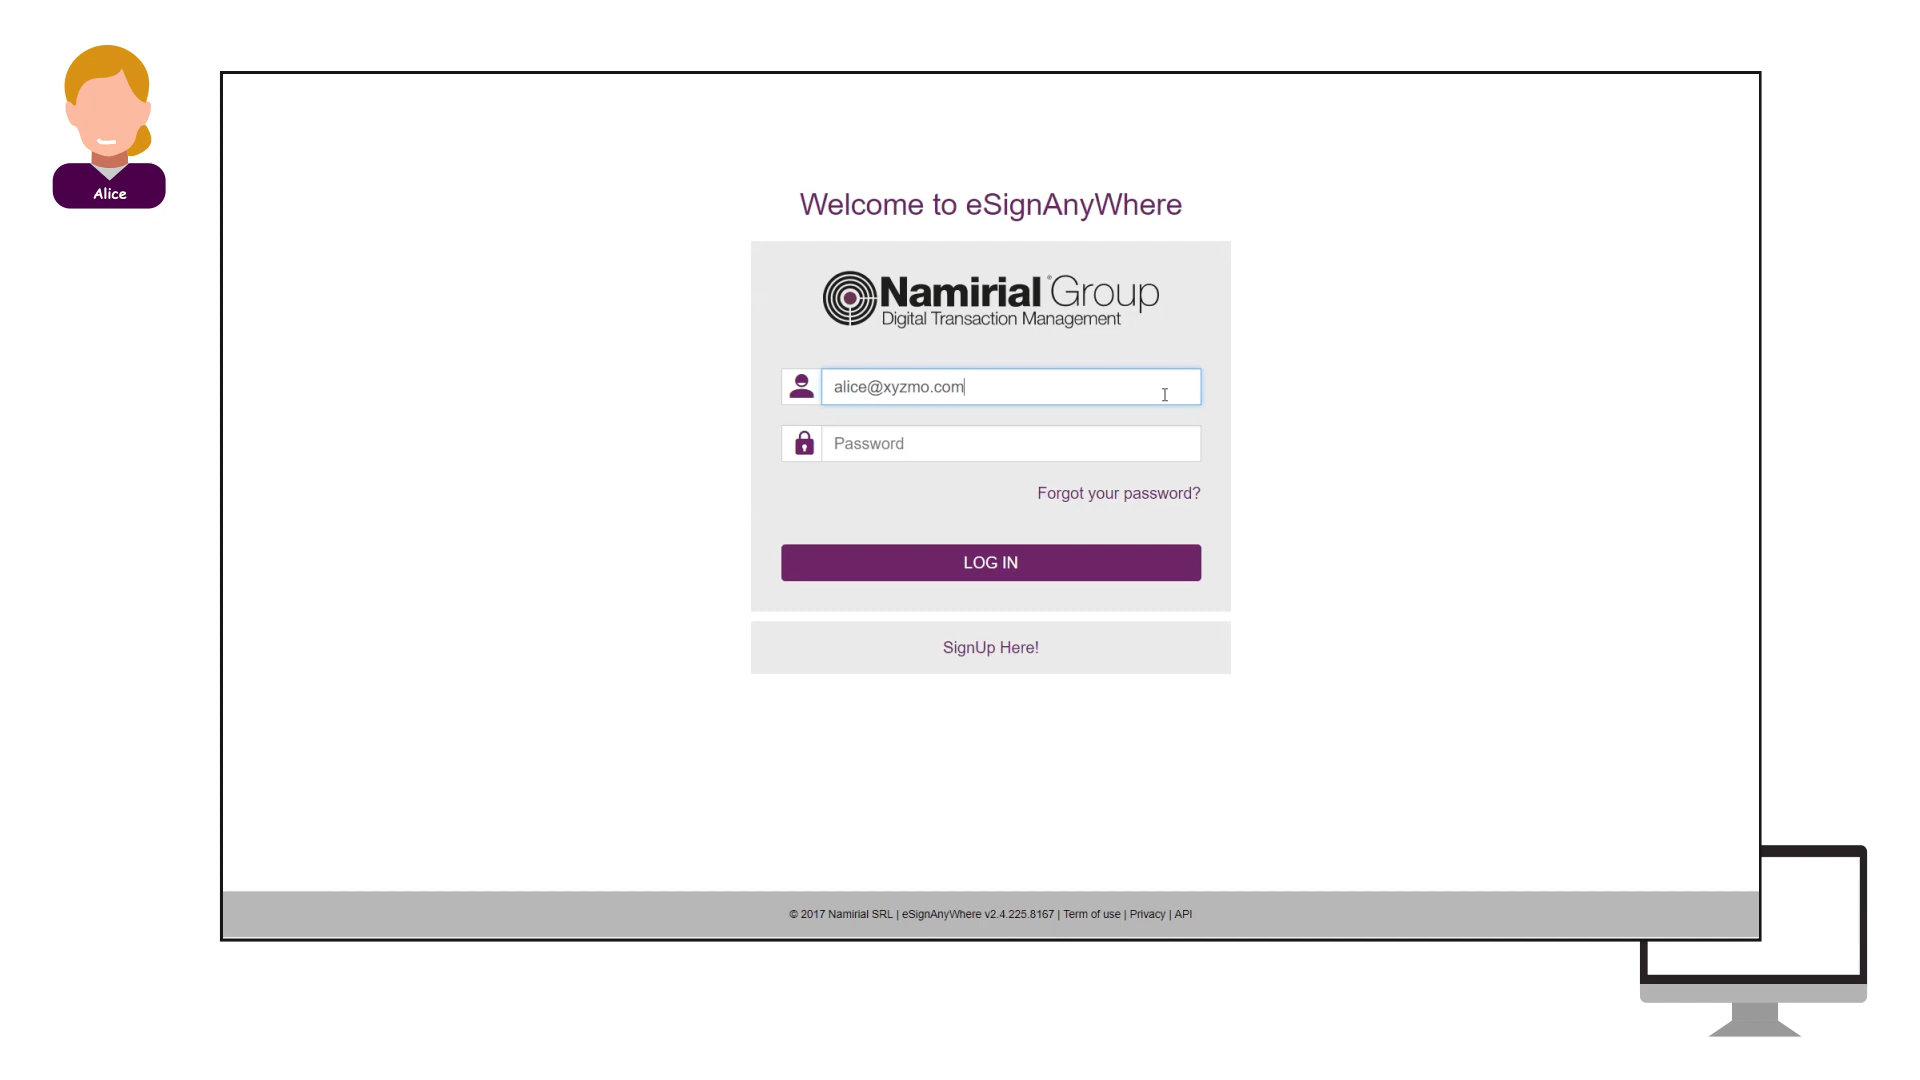 Alice
Welcome to eSignAnyWhere
Namirial® Group
Digital Transaction Management
alice@xyzmo.com
Password
Forgot your password?
LOG IN
SignUp Here!
© 2017 Namirial SRL | eSignAnyWhere v2.4.225.8167 | Term of use | Privacy | API